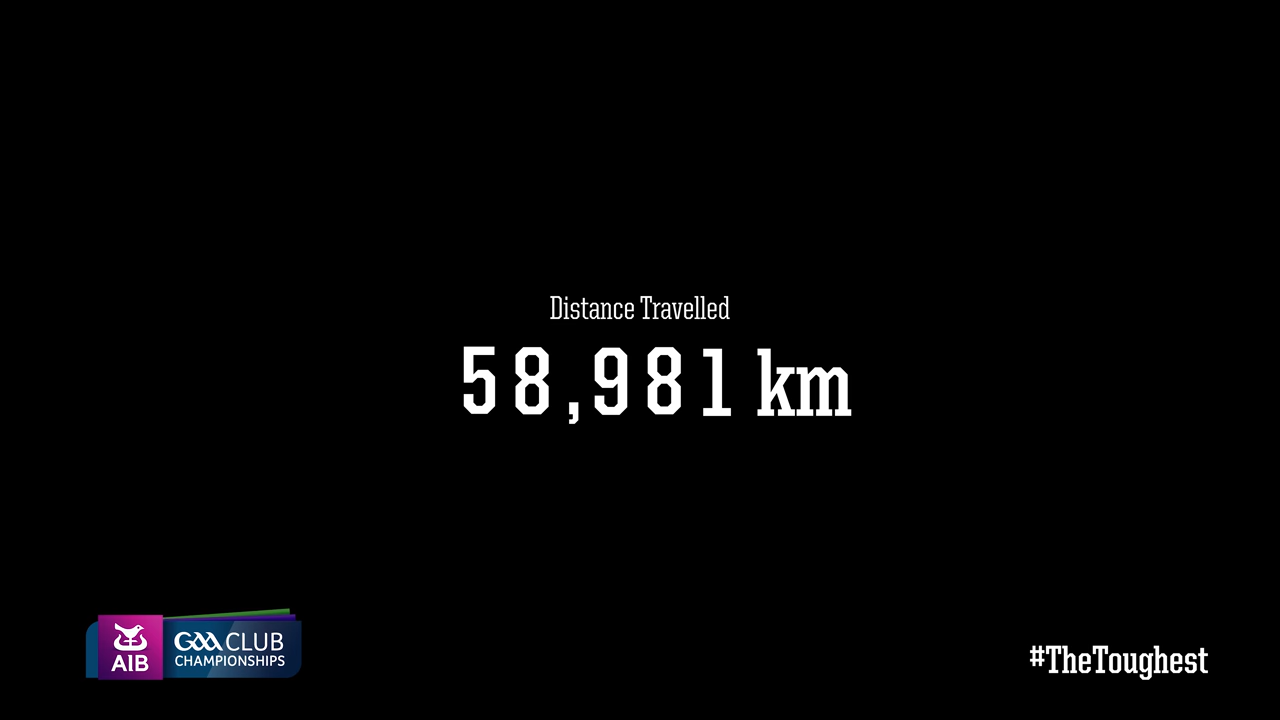 Distance Travelled
58,981 km
AIB
GAA CLUB
CHAMPIONSHIPS
#TheToughest